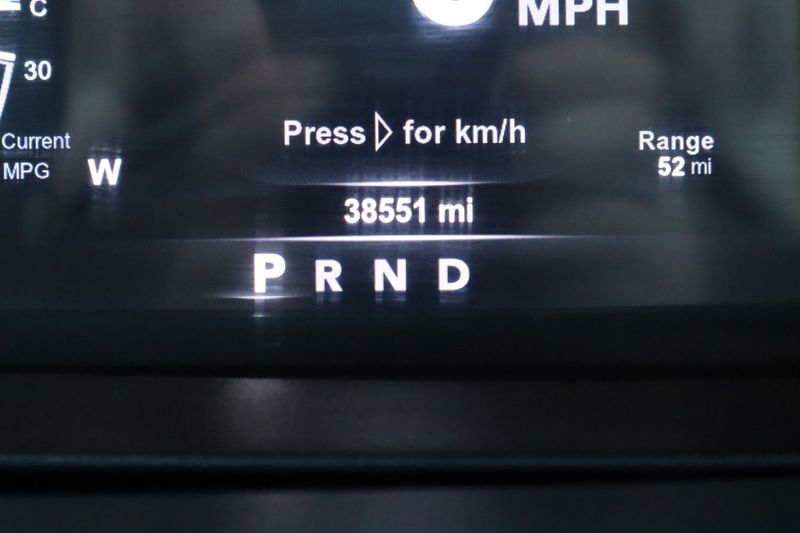 C
MPH
30
Press ▷ for km/h
Current
MPG
W
Range
52 mi
38551 mi
P R N D